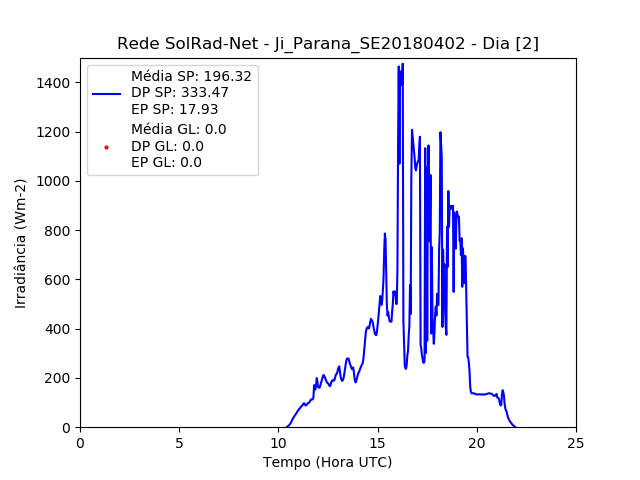 Rede SolRad-Net - Ji_Parana_SE20180402 - Dia [2]
Média SP: 196.32
DP SP: 333.47
EP SP: 17.93
Média GL: 0.0
DP GL: 0.0
EP GL: 0.0
Irradiância (Wm-2)
1400
1200
1000
800
600
400
200
0
0 5 10 15 20 25
Tempo (Hora UTC)